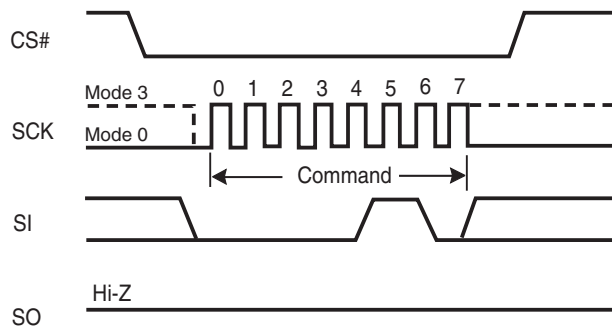 CS#
Mode 3
0 1 2 3 4 5 6 7
SCK
Mode 0
Command
SI
Hi-Z
SO